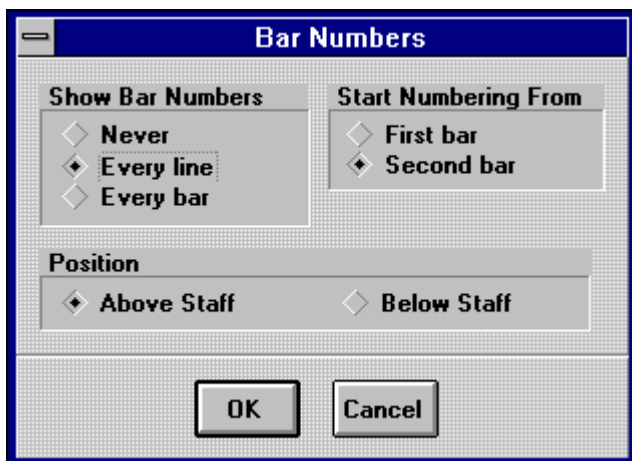 Bar Numbers
Show Bar Numbers
Never
Every line
Every bar
Start Numbering From
First bar
Second bar
Position
Above Staff
Below Staff
OK
Cancel